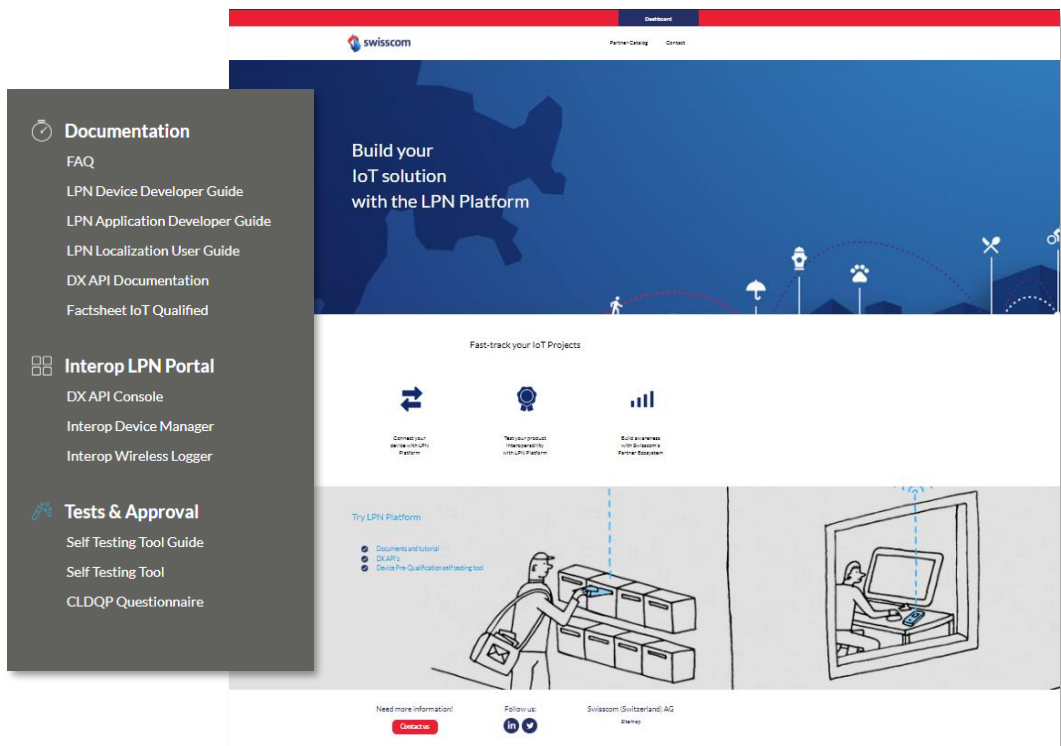 Dashboard
swisscom
Partner Catalog
Contact
Documentation
FAQ
LPN Device Developer Guide
LPN Application Developer Guide
LPN Localization User Guide
DX API Documentation
Factsheet IoT Qualified
Interop LPN Portal
DX API Console
Interop Device Manager
Interop Wireless Logger
Tests & Approval
Self Testing Tool Guide
Self Testing Tool
CLDQP Questionnaire
Build your
IoT solution
with the LPN Platform
Fast-track your IoT Projects
Connect your
device with LPN
Platform
Test your product
interoperability
with LPN Platform
Build awareness
with Swisscom's
Partner Ecosystem
Try LPN Platform
Documents and tutorial
DX API's
Device Pre-Qualification self testing tool
Need more information!
Contact us
Follow us:
in
Swisscom (Switzerland) AG
Sitemap